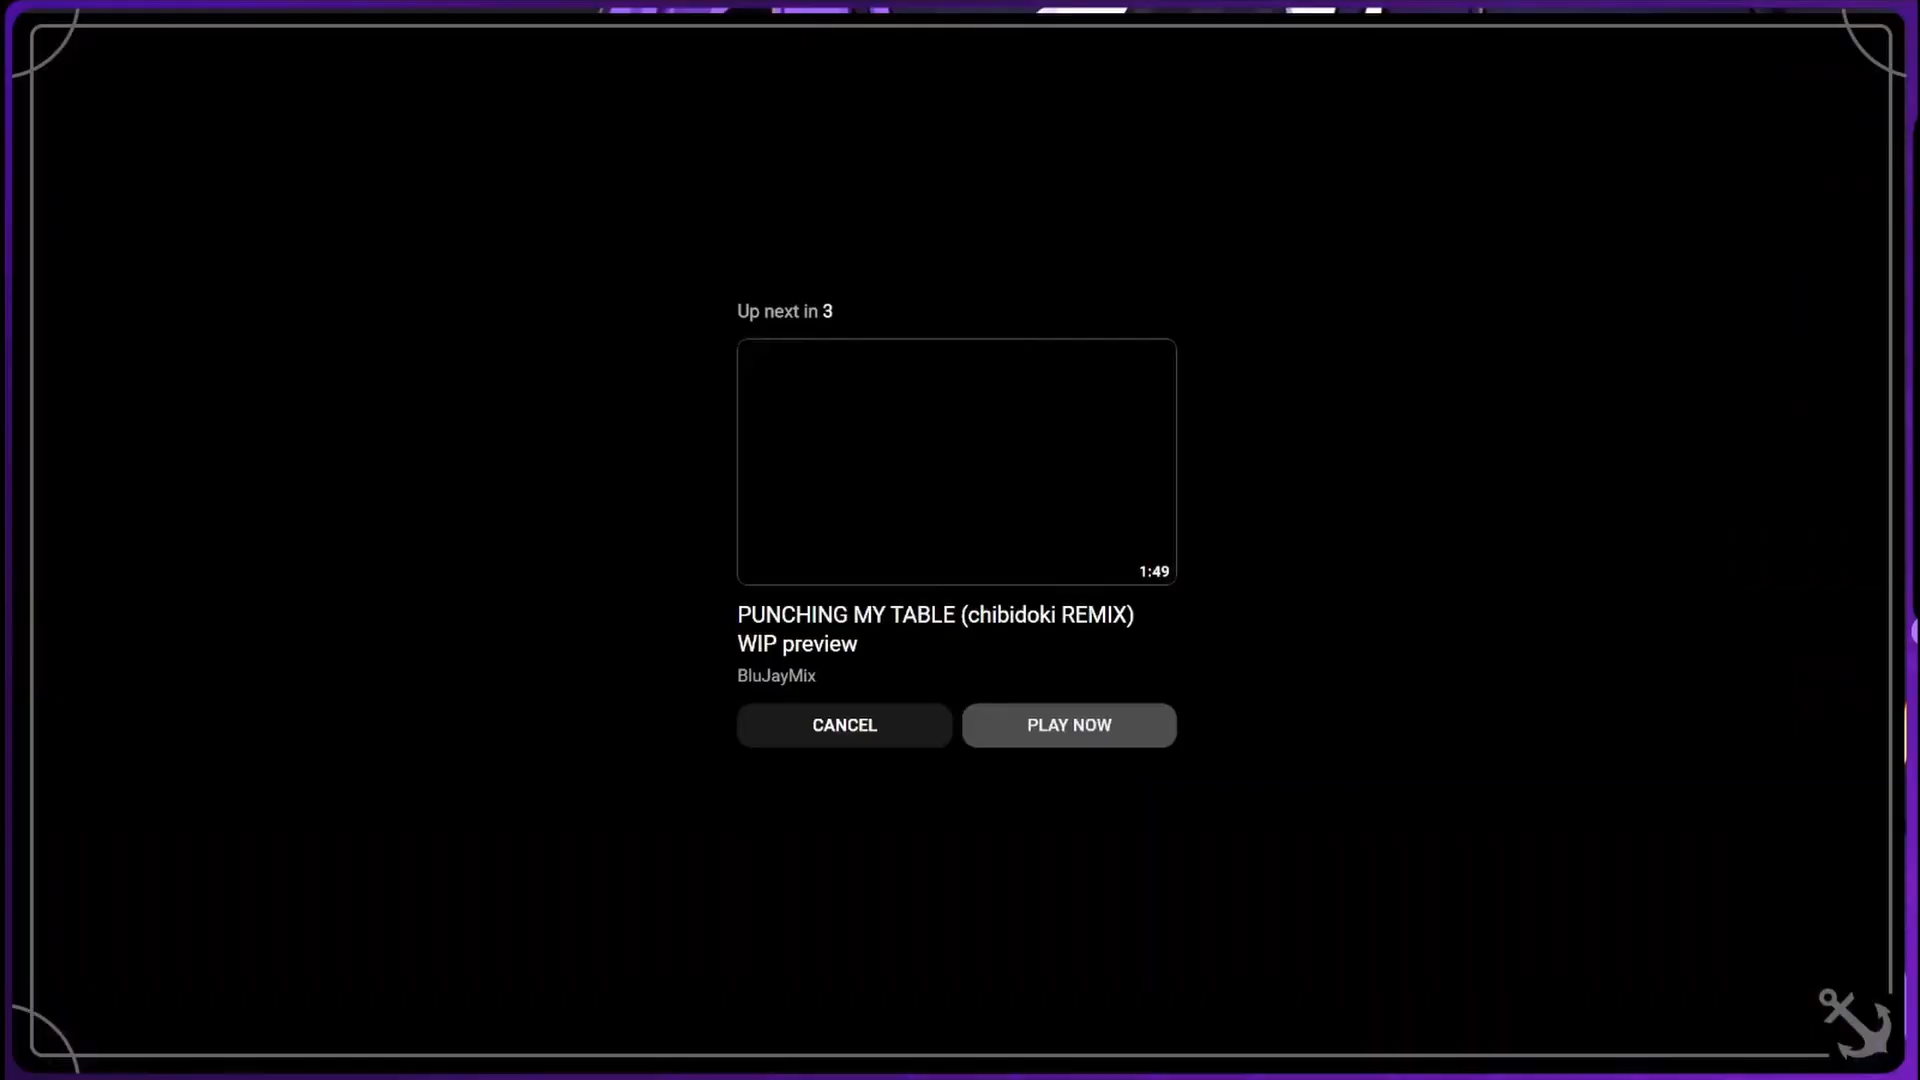 Up next in 3
1:49
PUNCHING MY TABLE (chibidoki REMIX)
WIP preview
BluJayMix
CANCEL
PLAY NOW